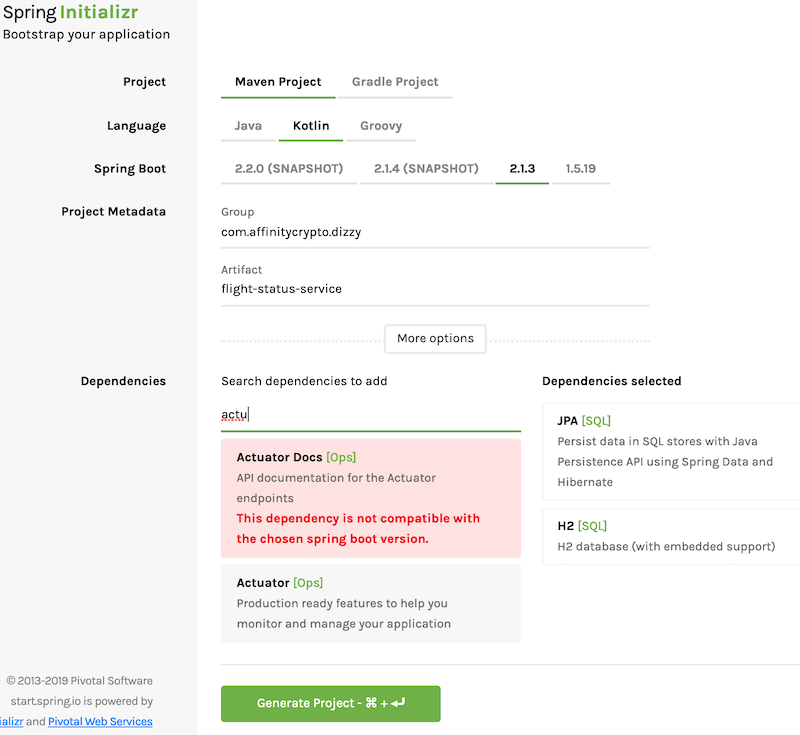 Spring Initializr
Bootstrap your application
Project
Maven Project Gradle Project
Language
Java Kotlin Groovy
Spring Boot
2.2.0 (SNAPSHOT) 2.1.4 (SNAPSHOT) 2.1.3 1.5.19
Project Metadata
Group
com.affinitycrypto.dizzy
Artifact
flight-status-service
More options
Dependencies
Search dependencies to add
actu
Actuator Docs [Ops]
API documentation for the Actuator
endpoints
This dependency is not compatible with
the chosen spring boot version.
Actuator [Ops]
Production ready features to help you
monitor and manage your application
Dependencies selected
JPA [SQL]
Persist data in SQL stores with Java
Persistence API using Spring Data and
Hibernate
H2 [SQL]
H2 database (with embedded support)
© 2013-2019 Pivotal Software
start.spring.io is powered by
ializr and Pivotal Web Services
Generate Project - ⌘ + ↵